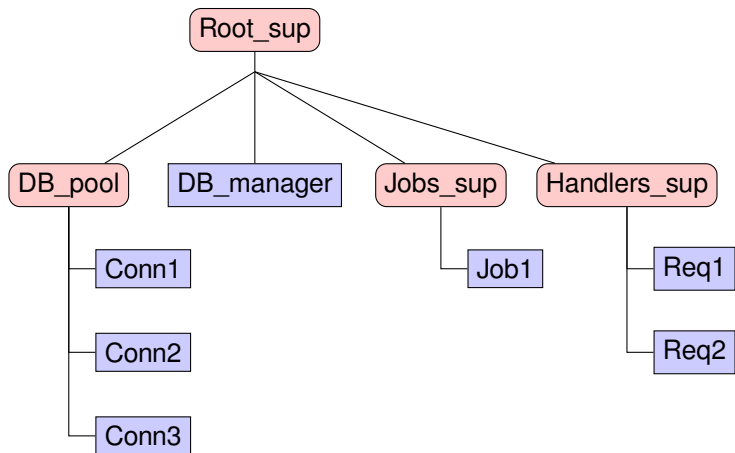 Root_sup
DB_pool
DB_manager
Jobs_sup
Handlers_sup
Conn1
Job1
Req1
Conn2
Req2
Conn3